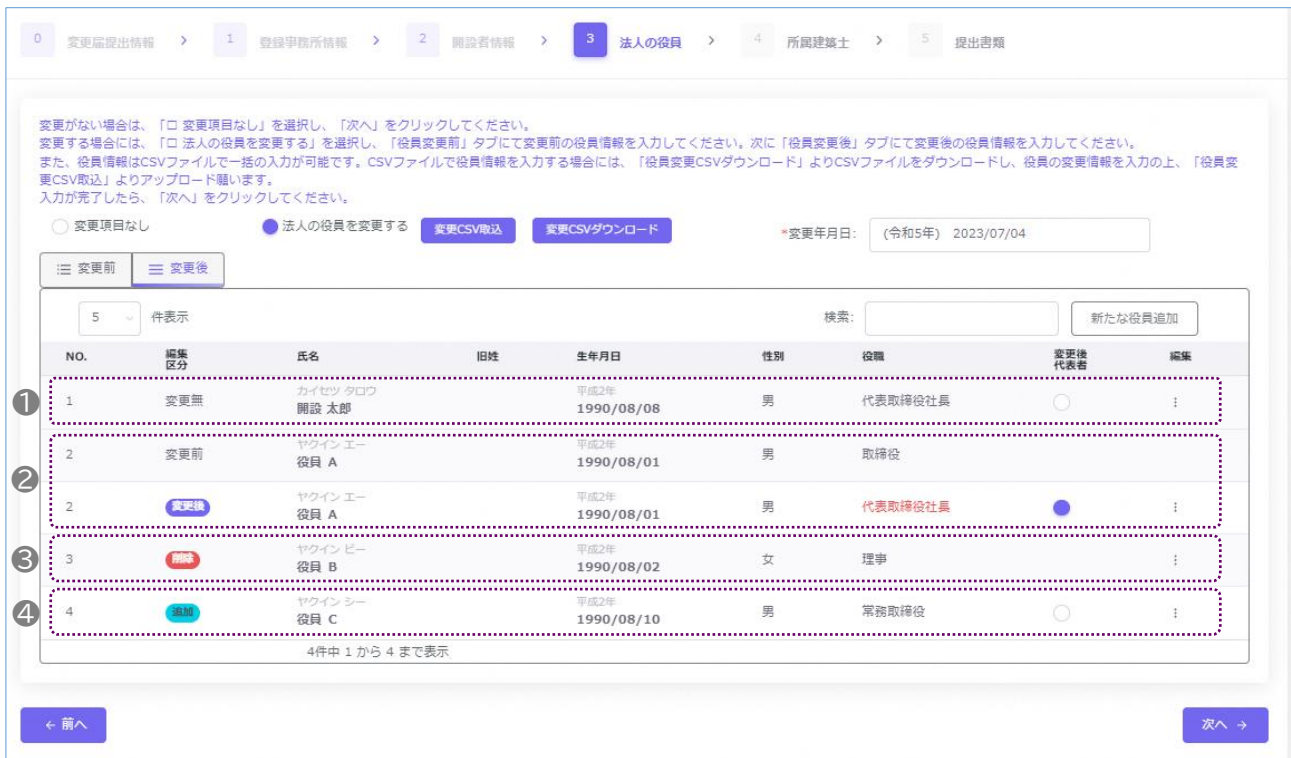 0 変更届提出情報 > 1 登録事務所情報 > 2 開設者情報 > 3 法人の役員 > 4 所属建築士 > 5 提出書類
変更がない場合は、「□ 変更項目なし」を選択し、「次へ」をクリックしてください。
変更する場合には、「□ 法人の役員を変更する」を選択し、「役員変更前」タブにて変更前の役員情報を入力してください。次に「役員変更後」タブにて変更後の役員情報を入力してください。
また、役員情報はCSVファイルで一括の入力が可能です。CSVファイルで役員情報を入力する場合には、「役員変更CSVダウンロード」よりCSVファイルをダウンロードし、役員の変更情報を入力の上、「役員変
更CSV取込」よりアップロード願います。
入力が完了したら、「次へ」をクリックしてください。
変更項目なし 法人の役員を変更する 変更CSV取込 変更CSVダウンロード *変更年月日: (令和5年) 2023/07/04
変更前 変更後
5 件表示 検索: 新たな役員追加
NO. 編集区分 氏名 旧姓 生年月日 性別 役職 変更後代表者 編集
カイセツ タロウ 平成2年
❶ 1 変更無 開設 太郎 1990/08/08 男 代表取締役社長
ヤクイン エー 平成2年
2 変更前 役員 A 1990/08/01 男 取締役
❷
ヤクイン エー 平成2年
2 変更後 役員 A 1990/08/01 男 代表取締役社長
ヤクイン ビー 平成2年
❸ 3 削除 役員 B 1990/08/02 女 理事
ヤクイン シー 平成2年
❹ 4 追加 役員 C 1990/08/10 男 常務取締役
4件中 1 から 4 まで表示
← 前へ 次へ →